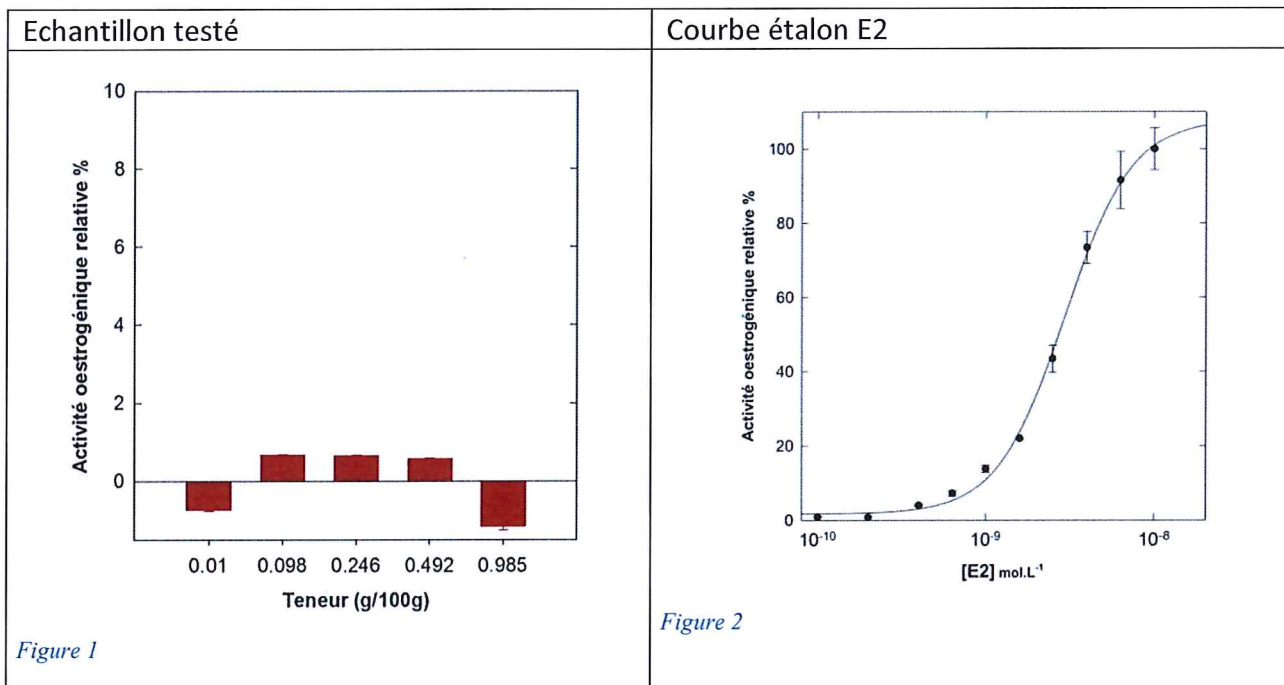 Echantillon testé
Courbe étalon E2
Activité oestrogénique relative %
10
8
6
4
2
0
0.01 0.098 0.246 0.492 0.985
Teneur (g/100g)
Figure 1
Activité oestrogénique relative %
100
80
60
40
20
0
10⁻¹⁰ 10⁻⁹ 10⁻⁸
[E2] mol.L⁻¹
Figure 2